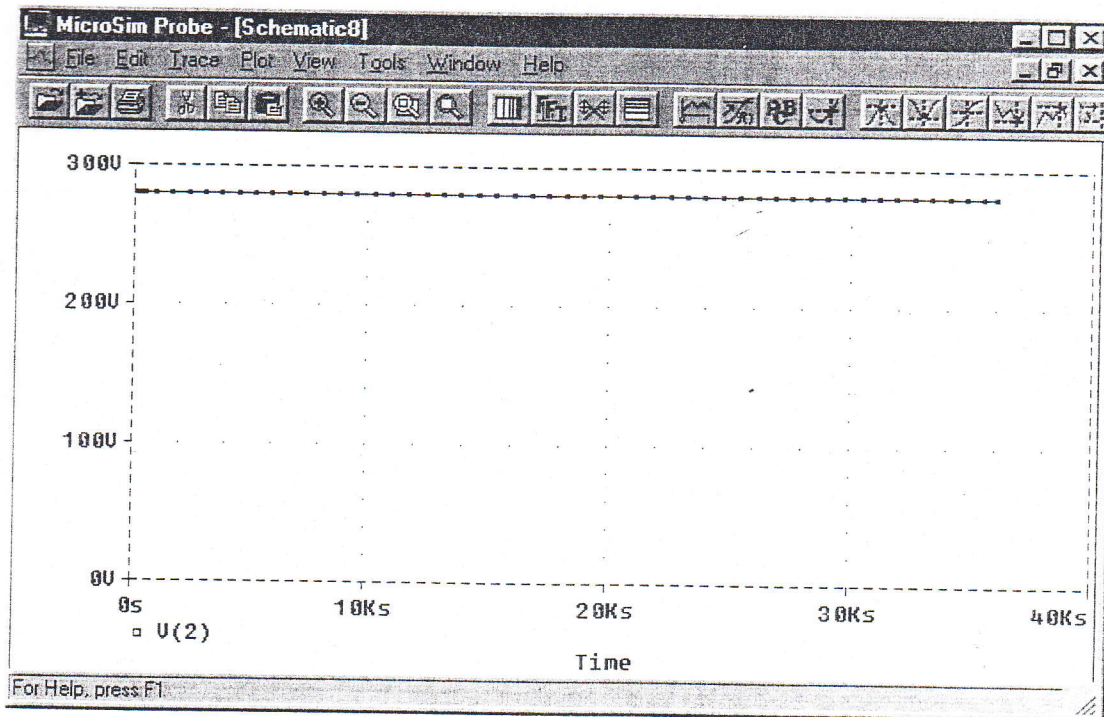 MicroSim Probe - [Schematic8]
File Edit Trace Plot View Tools Window Help
300V
200V
100V
0V
0s 10Ks 20Ks 30Ks 40Ks
V(2)
Time
For Help, press F1